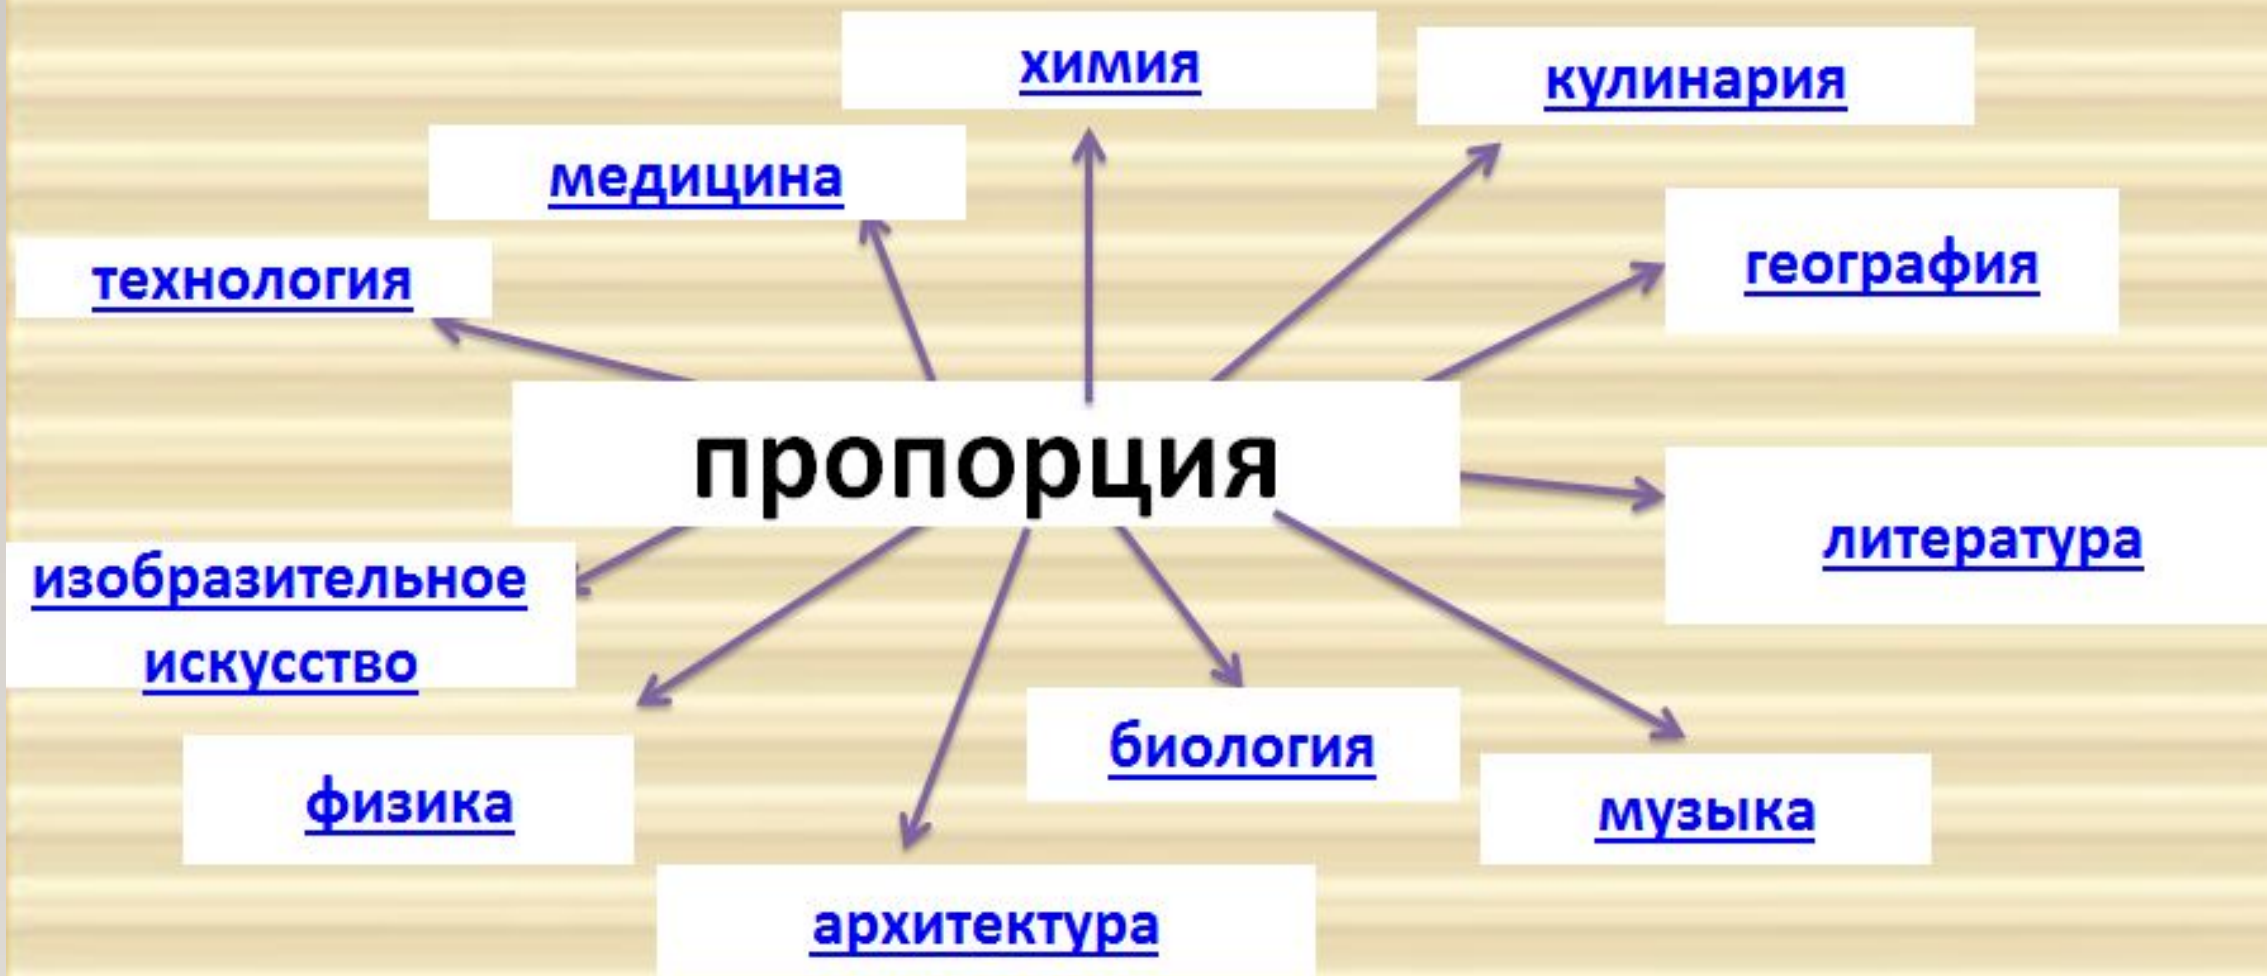 химия
кулинария
медицина
география
технология
пропорция
литература
изобразительное
искусство
биология
физика
музыка
архитектура